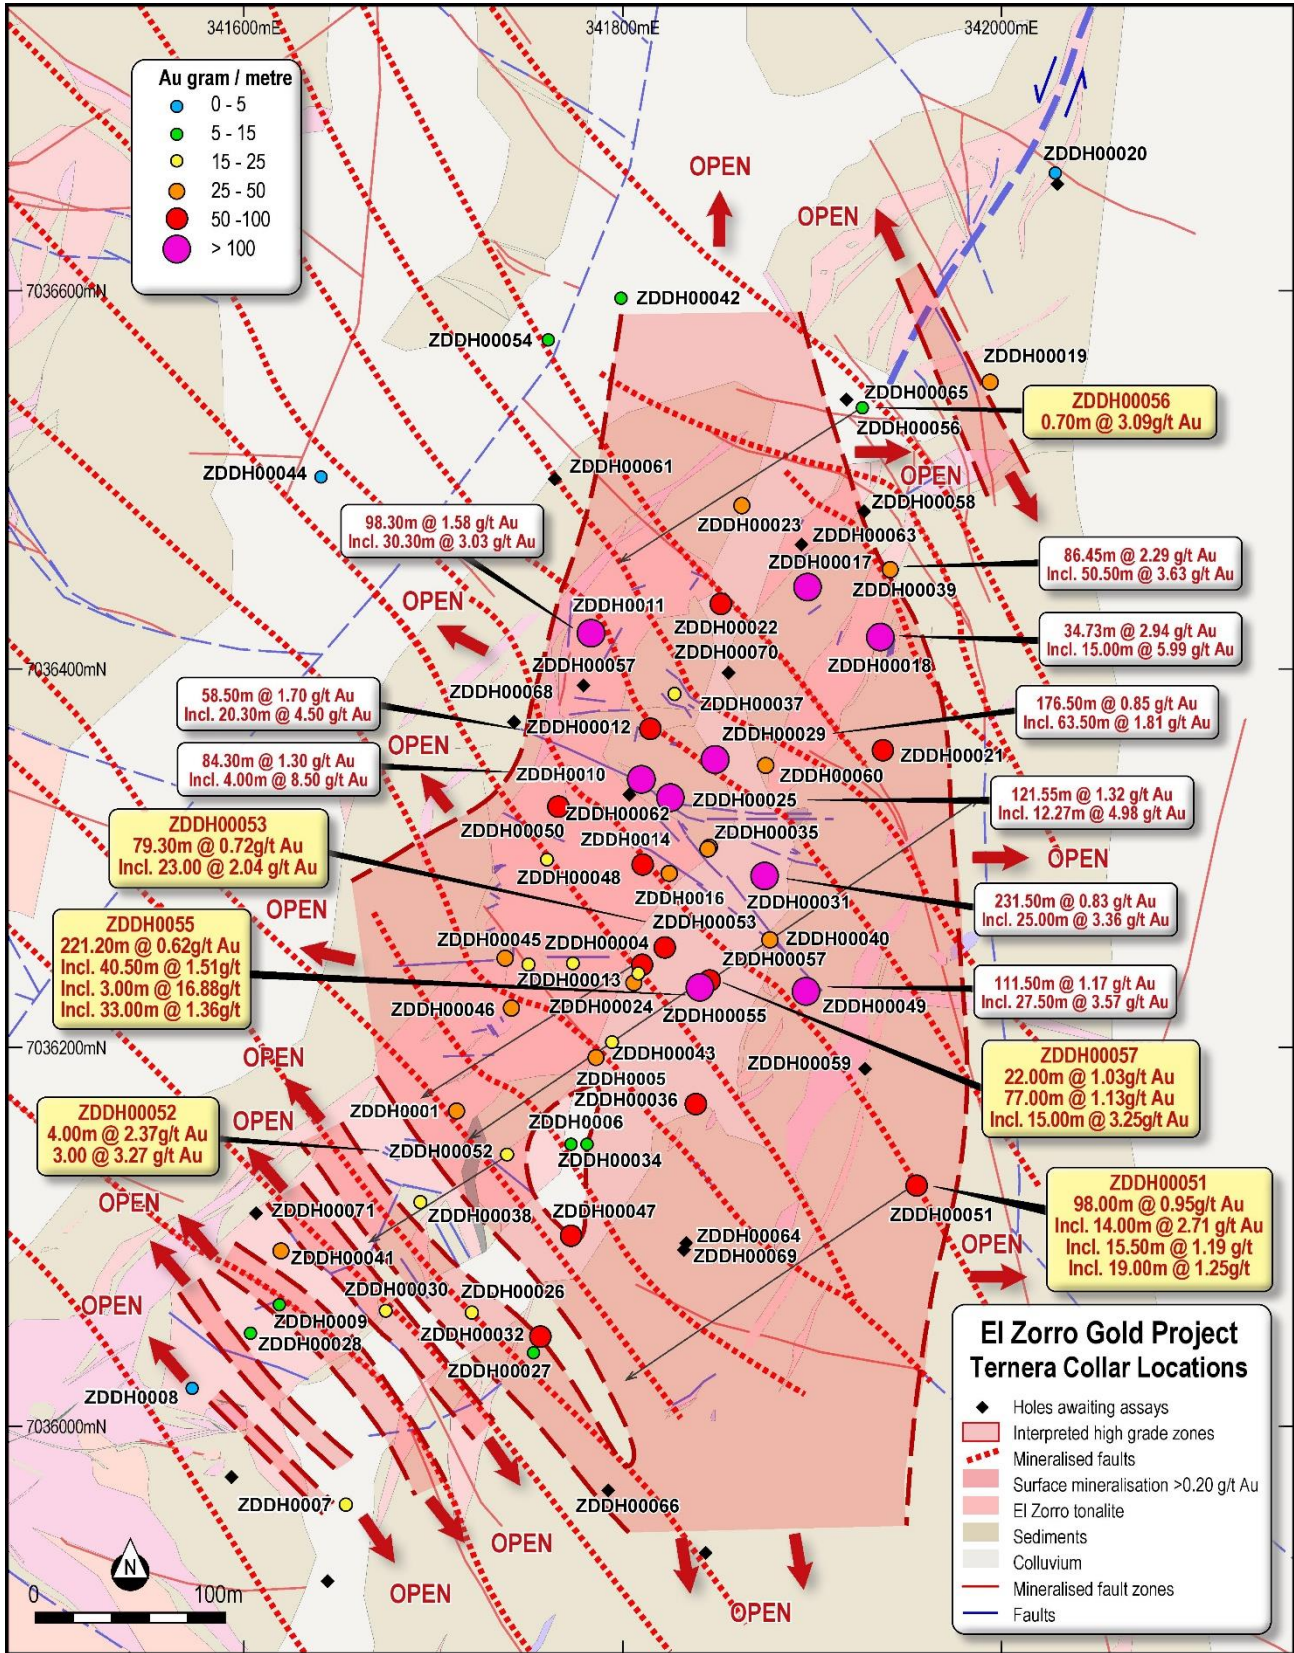 341600mE
341800mE
342000mE
Au gram / metre
0 - 5
5 - 15
15 - 25
25 - 50
50 -100
> 100
OPEN
ZDDH00020
OPEN
7036600mN
ZDDH00042
ZDDH00054
ZDDH00019
ZDDH00065
ZDDH00056
0.70m @ 3.09g/t Au
ZDDH00056
ZDDH00061
ZDDH00044
OPEN
ZDDH00058
ZDDH00023
98.30m @ 1.58 g/t Au
Incl. 30.30m @ 3.03 g/t Au
ZDDH00063
ZDDH00017
86.45m @ 2.29 g/t Au
Incl. 50.50m @ 3.63 g/t Au
ZDDH00039
OPEN
ZDDH0011
ZDDH00022
34.73m @ 2.94 g/t Au
Incl. 15.00m @ 5.99 g/t Au
ZDDH00070
ZDDH00018
7036400mN
ZDDH00057
ZDDH00068
58.50m @ 1.70 g/t Au
Incl. 20.30m @ 4.50 g/t Au
ZDDH00037
176.50m @ 0.85 g/t Au
Incl. 63.50m @ 1.81 g/t Au
ZDDH00012
ZDDH00029
OPEN
ZDDH00021
84.30m @ 1.30 g/t Au
Incl. 4.00m @ 8.50 g/t Au
ZDDH0010
ZDDH00060
ZDDH00025
121.55m @ 1.32 g/t Au
Incl. 12.27m @ 4.98 g/t Au
ZDDH00062
ZDDH00053
79.30m @ 0.72g/t Au
Incl. 23.00 @ 2.04 g/t Au
ZDDH00050
ZDDH0014
ZDDH00035
OPEN
ZDDH00048
ZDDH0016
ZDDH00031
231.50m @ 0.83 g/t Au
Incl. 25.00m @ 3.36 g/t Au
OPEN
ZDDH00053
ZDDH0055
221.20m @ 0.62g/t Au
Incl. 40.50m @ 1.51g/t
Incl. 3.00m @ 16.88g/t
Incl. 33.00m @ 1.36g/t
ZDDH00045
ZDDH00004
ZDDH00040
ZDDH00057
ZDDH00013
ZDDH00024
ZDDH00049
111.50m @ 1.17 g/t Au
Incl. 27.50m @ 3.57 g/t Au
ZDDH00046
ZDDH00055
7036200mN
OPEN
ZDDH00043
ZDDH00059
ZDDH00057
22.00m @ 1.03g/t Au
77.00m @ 1.13g/t Au
Incl. 15.00m @ 3.25g/t Au
ZDDH0005
ZDDH00036
ZDDH0001
OPEN
ZDDH00052
4.00m @ 2.37g/t Au
3.00 @ 3.27 g/t Au
ZDDH0006
ZDDH00052
ZDDH00034
OPEN
ZDDH00071
ZDDH00038
ZDDH00047
ZDDH00051
ZDDH00051
98.00m @ 0.95g/t Au
Incl. 14.00m @ 2.71 g/t Au
Incl. 15.50m @ 1.19 g/t
Incl. 19.00m @ 1.25g/t
ZDDH00064
ZDDH00069
OPEN
ZDDH00041
ZDDH00030
ZDDH00026
OPEN
ZDDH0009
ZDDH00028
ZDDH00032
ZDDH00027
ZDDH0008
7036000mN
ZDDH0007
ZDDH00066
OPEN
OPEN
OPEN
El Zorro Gold Project
Ternera Collar Locations
Holes awaiting assays
Interpreted high grade zones
Mineralised faults
Surface mineralisation >0.20 g/t Au
El Zorro tonalite
Sediments
Colluvium
Mineralised fault zones
Faults
N
0
100m